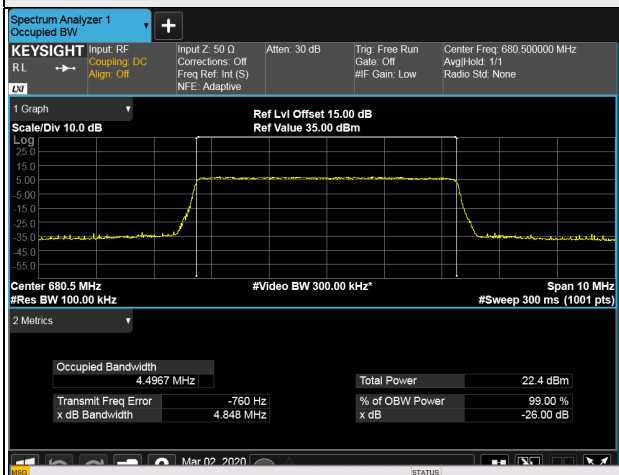 Spectrum Analyzer 1
Occupied BW
+
KEYSIGHT
RL
LXI
Input: RF
Coupling: DC
Align: Off
Input Z: 50 Ω
Corrections: Off
Freq Ref: Int (S)
NFE: Adaptive
Atten: 30 dB
Trig: Free Run
Gate: Off
#IF Gain: Low
Center Freq: 680.500000 MHz
Avg|Hold: 1/1
Radio Std: None
1 Graph
Scale/Div 10.0 dB
Ref Lvl Offset 15.00 dB
Ref Value 35.00 dBm
Log
25.0
15.0
5.00
-5.00
-15.0
-25.0
-35.0
-45.0
-55.0
Center 680.5 MHz
#Video BW 300.00 kHz*
Span 10 MHz
#Res BW 100.00 kHz
#Sweep 300 ms (1001 pts)
2 Metrics
Occupied Bandwidth
4.4967 MHz
Total Power 22.4 dBm
Transmit Freq Error -760 Hz
% of OBW Power 99.00 %
x dB Bandwidth 4.848 MHz
x dB -26.00 dB
Mar 02, 2020
MSG
STATUS